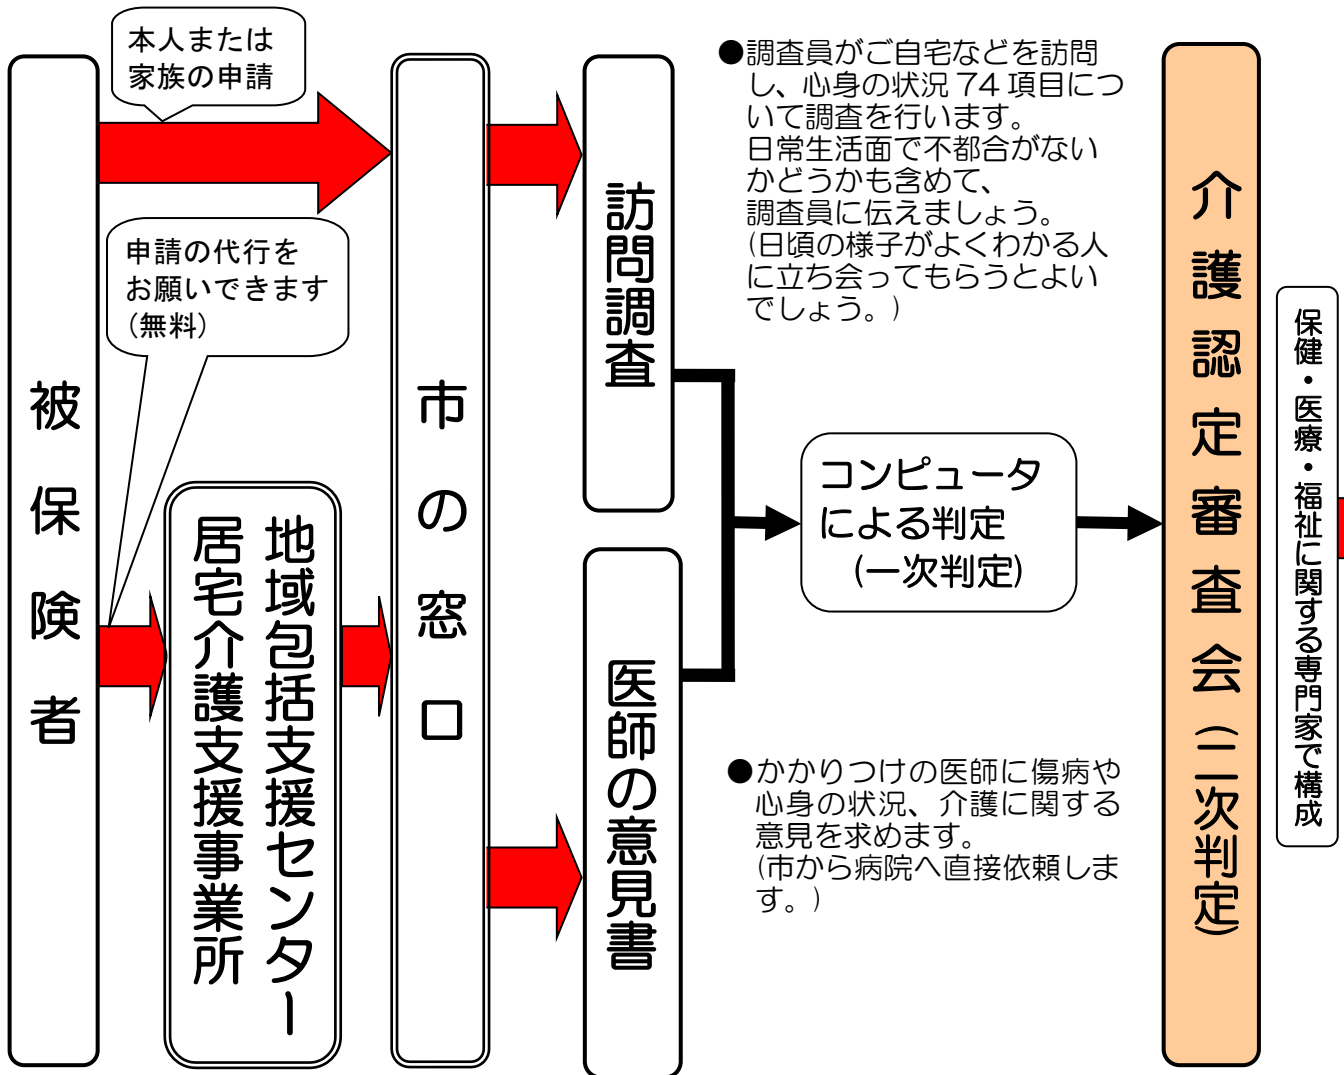 本人または
家族の申請
申請の代行を
お願いできます
(無料)
被保険者
地域包括支援センター
居宅介護支援事業所
市の窓口
訪問調査
医師の意見書
●調査員がご自宅などを訪問
し、心身の状況 74 項目につ
いて調査を行います。
日常生活面で不都合がない
かどうかも含めて、
調査員に伝えましょう。
(日頃の様子がよくわかる人
に立ち会ってもらうとよい
でしょう。)
コンピュータ
による判定
(一次判定)
●かかりつけの医師に傷病や
心身の状況、介護に関する
意見を求めます。
(市から病院へ直接依頼しま
す。)
介護認定審査会(二次判定)
保健・医療・福祉に関する専門家で構成